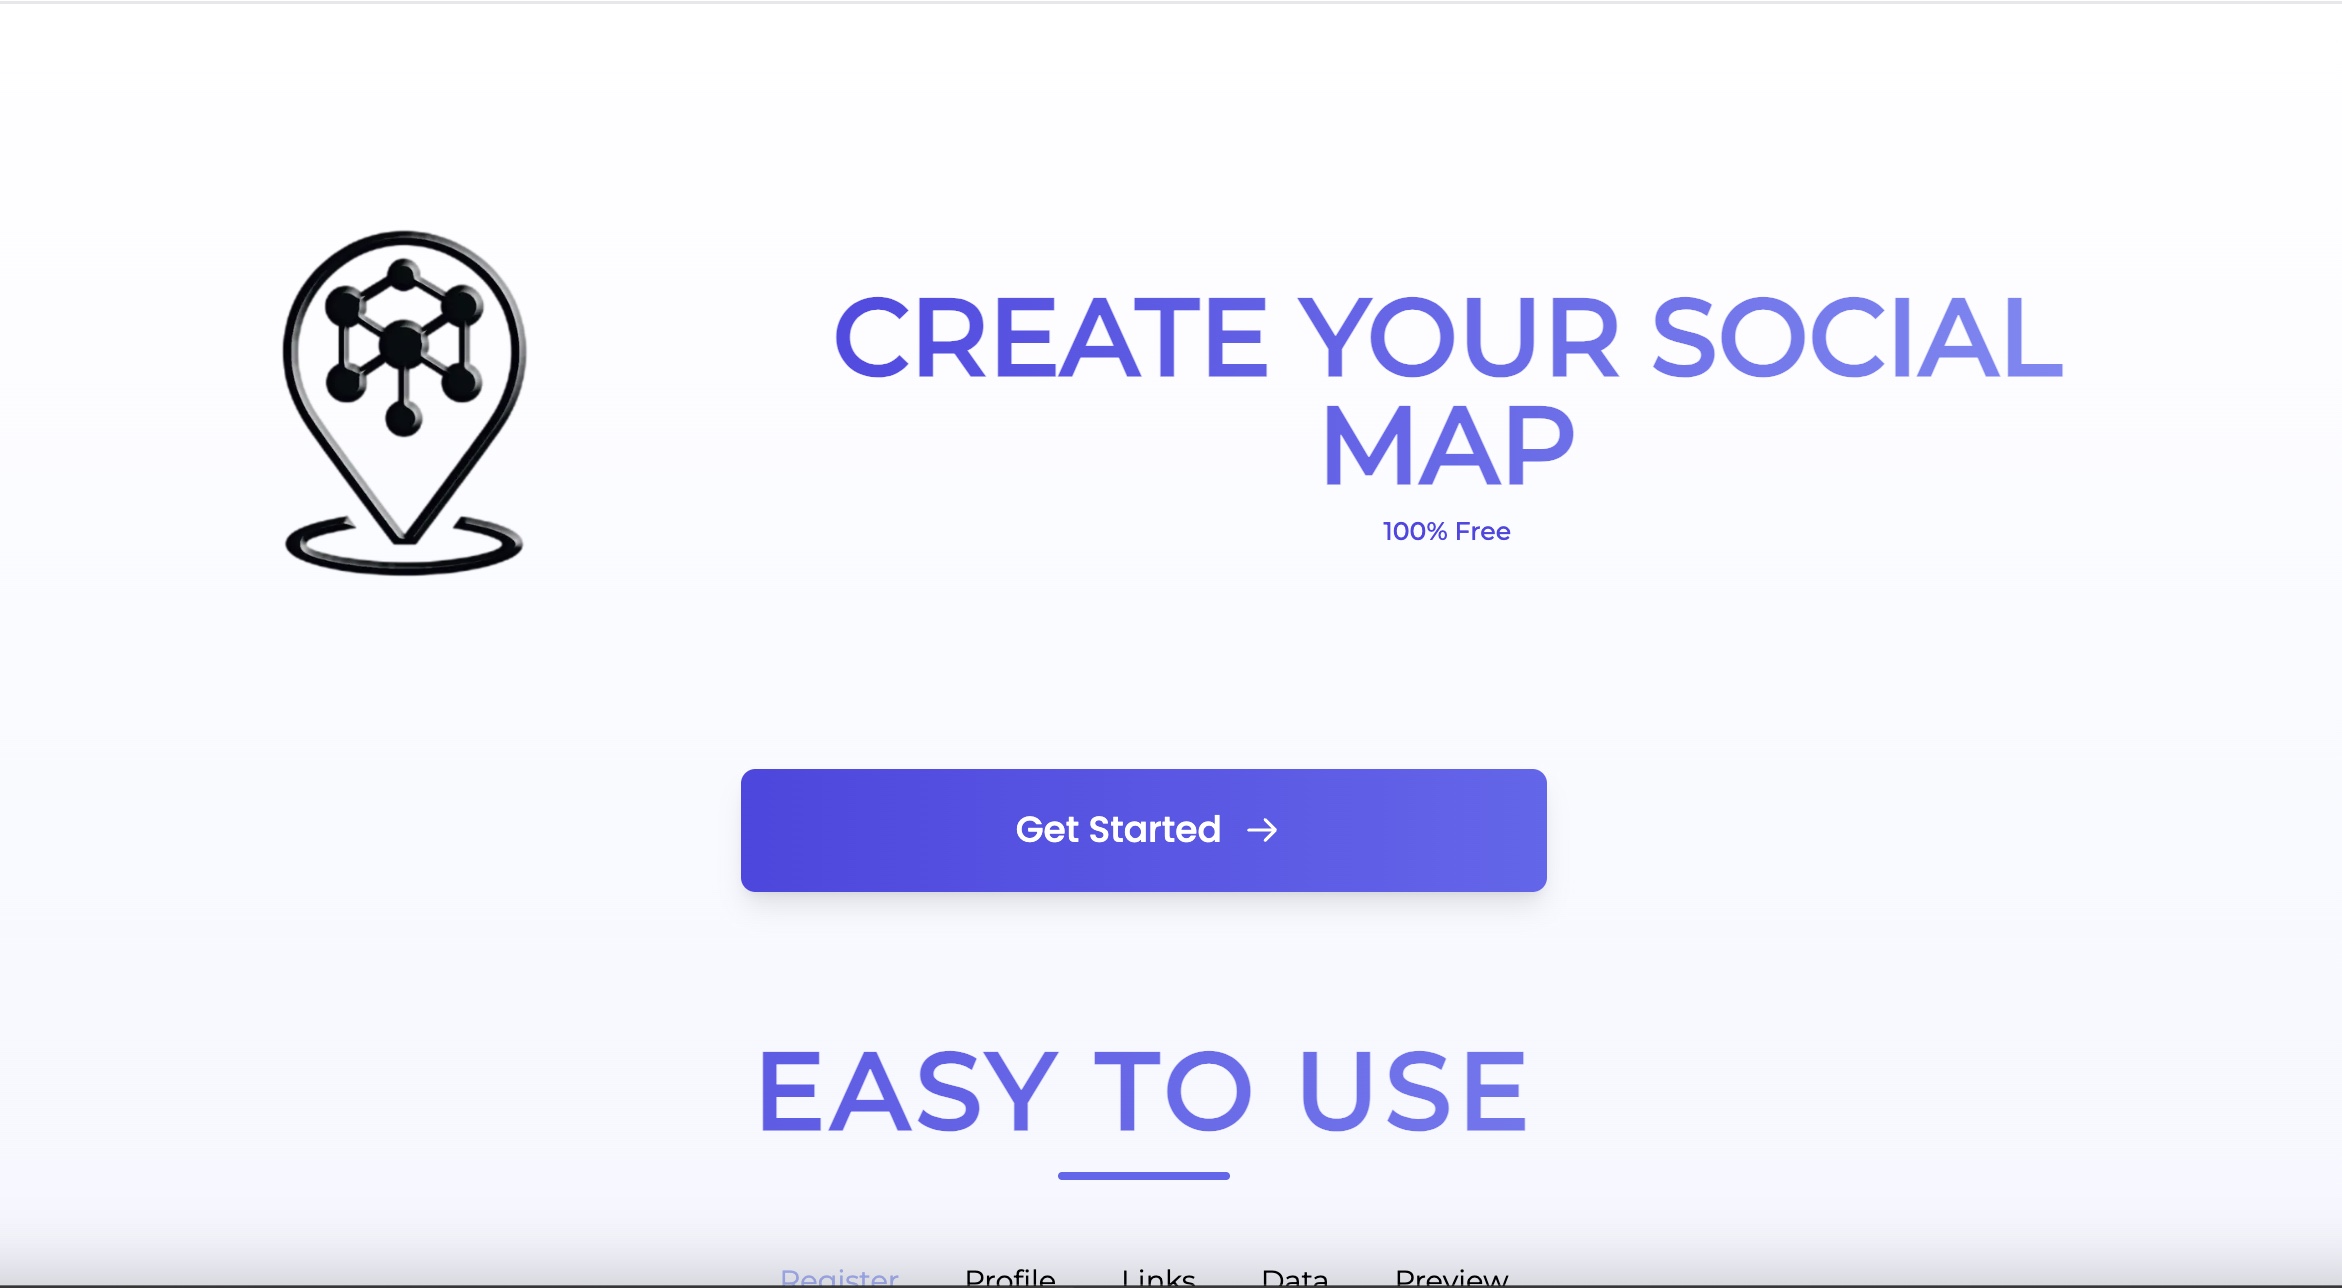 CREATE YOUR SOCIAL
MAP
100% Free
Get Started →
EASY TO USE
Register Profile Links Data Preview